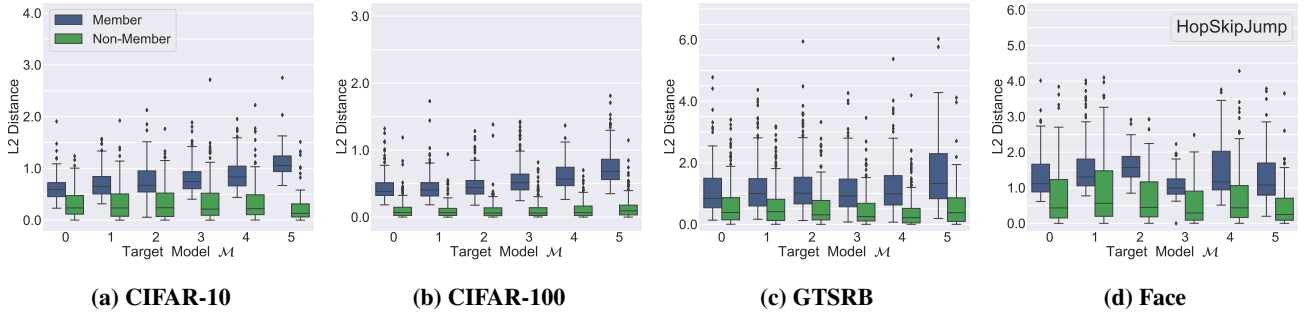 4.0
3.0
2.0
1.0
0.0
L2 Distance
Member
Non-Member
0 1 2 3 4 5
Target Model ℳ
(a) CIFAR-10
3.0
2.0
1.0
0.0
L2 Distance
0 1 2 3 4 5
Target Model ℳ
(b) CIFAR-100
6.0
4.0
2.0
0.0
L2 Distance
0 1 2 3 4 5
Target Model ℳ
(c) GTSRB
6.0
5.0
4.0
3.0
2.0
1.0
0.0
L2 Distance
HopSkipJump
0 1 2 3 4 5
Target Model ℳ
(d) Face